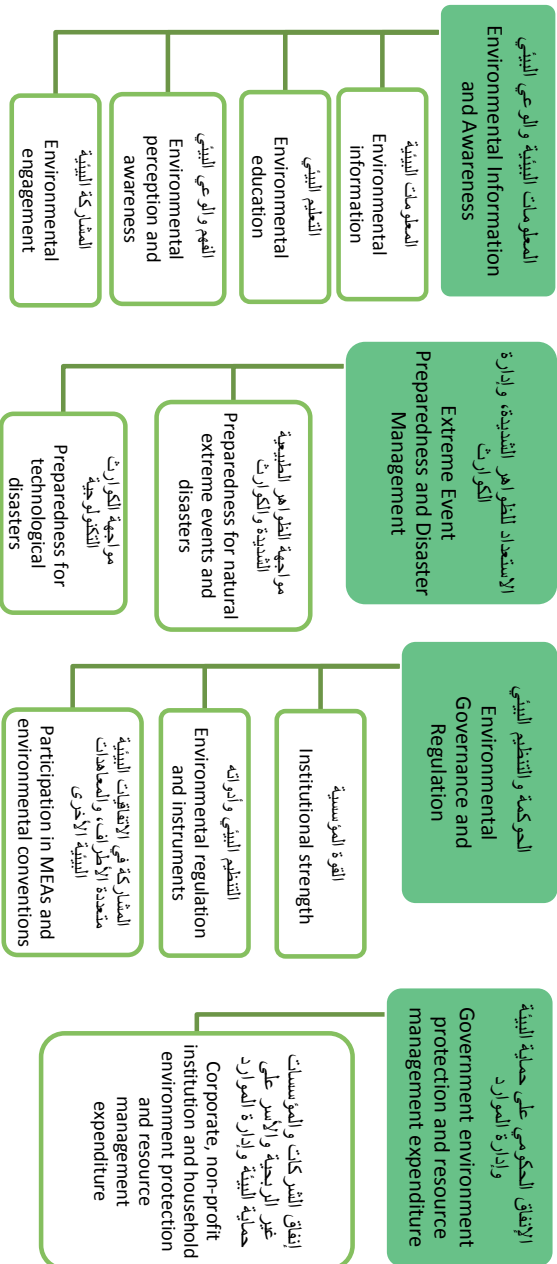 المعلومات البيئية والوعي البيئي
Environmental Information
and Awareness
المعلومات البيئية
Environmental
information
التعليم البيئي
Environmental
education
الفهم والوعي البيئي
Environmental
perception and
awareness
المشاركة البيئية
Environmental
engagement
الاستعداد للظواهر الشديدة، وإدارة
الكوارث
Extreme Event
Preparedness and Disaster
Management
مواجهة الظواهر الطبيعية
الشديدة والكوارث
Preparedness for natural
extreme events and
disasters
مواجهة الكوارث
التكنولوجية
Preparedness for
technological
disasters
الحوكمة والتنظيم البيئي
Environmental
Governance and
Regulation
القوة المؤسسية
Institutional strength
التنظيم البيئي وأدواته
Environmental regulation
and instruments
المشاركة في الاتفاقيات البيئية
متعددة الأطراف، والمعاهدات
البيئية الأخرى
Participation in MEAs and
environmental conventions
الإنفاق الحكومي على حماية البيئة
وإدارة الموارد
Government environment
protection and resource
management expenditure
إنفاق الشركات والمؤسسات
غير الربحية والأسر على
حماية البيئة وإدارة الموارد
Corporate, non-profit
institution and household
environment protection
and resource
management
expenditure